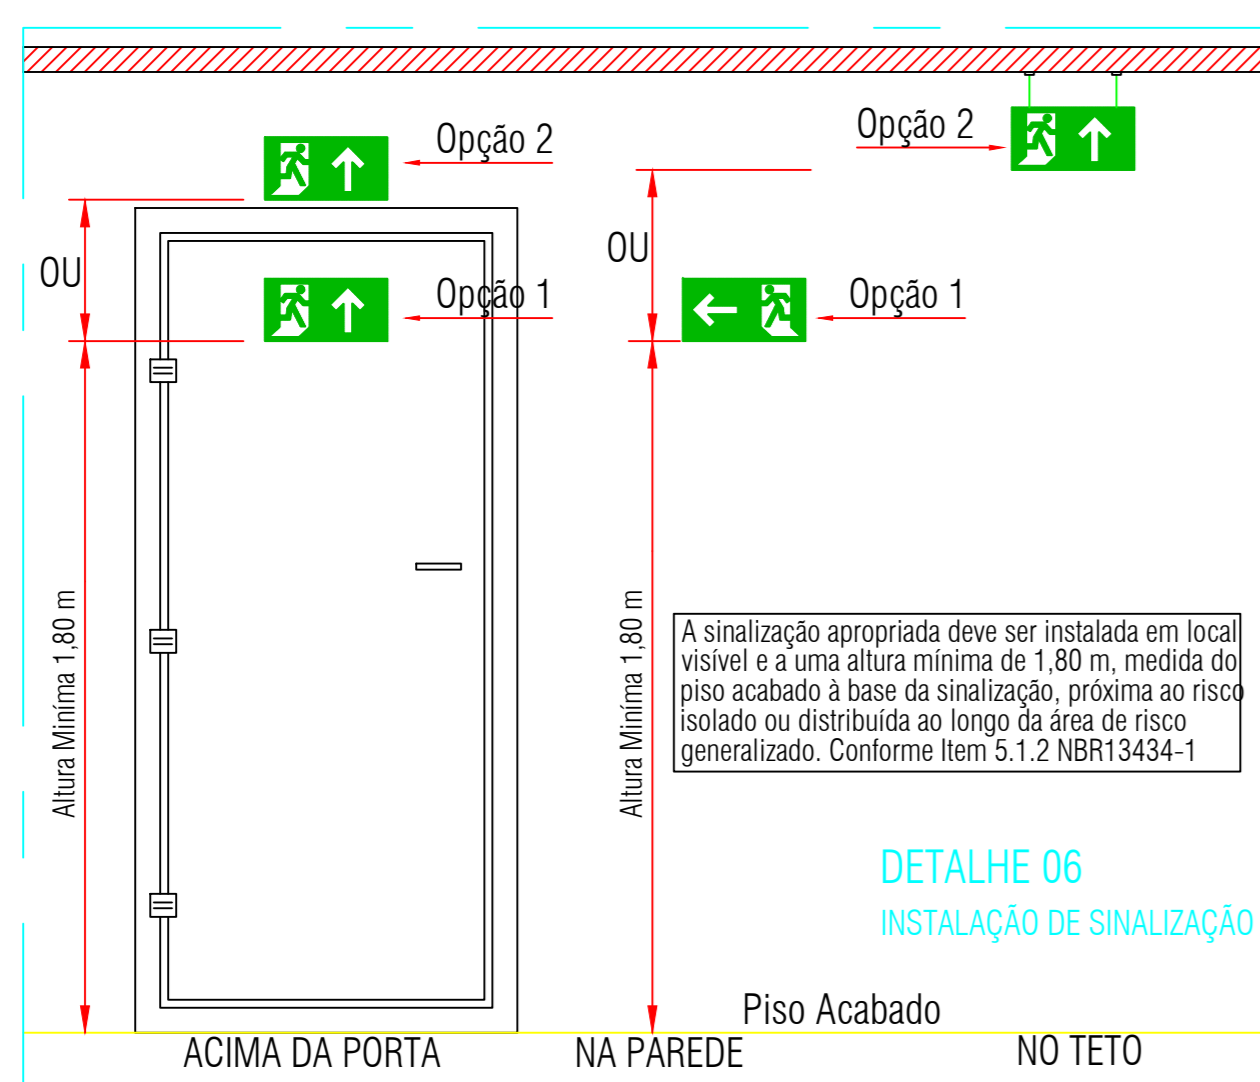 Opção 2
Opção 2
OU
OU
Opção 1
Opção 1
Altura Miníma 1,80 m
Altura Miníma 1,80 m
A sinalização apropriada deve ser instalada em local
visível e a uma altura mínima de 1,80 m, medida do
piso acabado à base da sinalização, próxima ao risco
isolado ou distribuída ao longo da área de risco
generalizado. Conforme Item 5.1.2 NBR13434-1
DETALHE 06
INSTALAÇÃO DE SINALIZAÇÃO
Piso Acabado
ACIMA DA PORTA
NA PAREDE
NO TETO